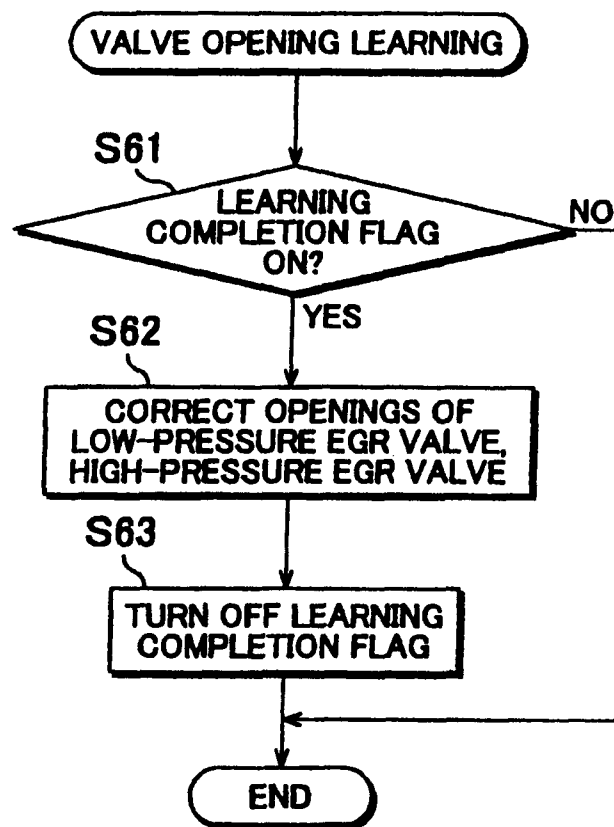 VALVE OPENING LEARNING
S61
LEARNING
COMPLETION FLAG
ON?
NO
YES
S62
CORRECT OPENINGS OF
LOW-PRESSURE EGR VALVE,
HIGH-PRESSURE EGR VALVE
S63
TURN OFF LEARNING
COMPLETION FLAG
END